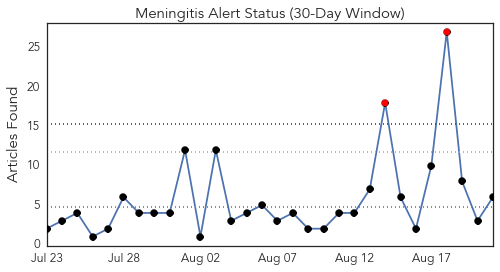 Meningitis Alert Status (30-Day Window)
Articles Found
25
20
15
10
5
0
Jul 23
Jul 28
Aug 02
Aug 07
Aug 12
Aug 17